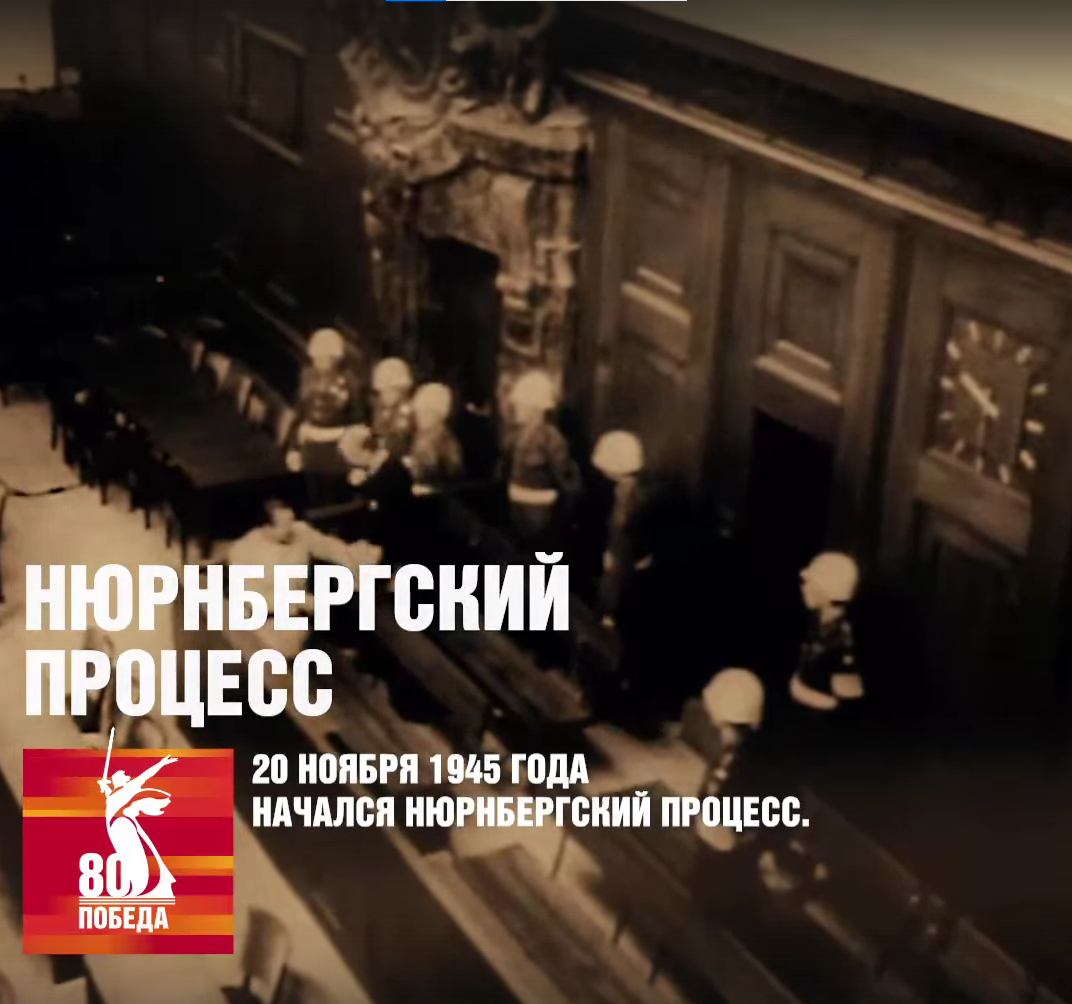 НЮРНБЕРГСКИЙ
ПРОЦЕСС
20 НОЯБРЯ 1945 ГОДА
НАЧАЛСЯ НЮРНБЕРГСКИЙ ПРОЦЕСС.
80
ПОБЕДА